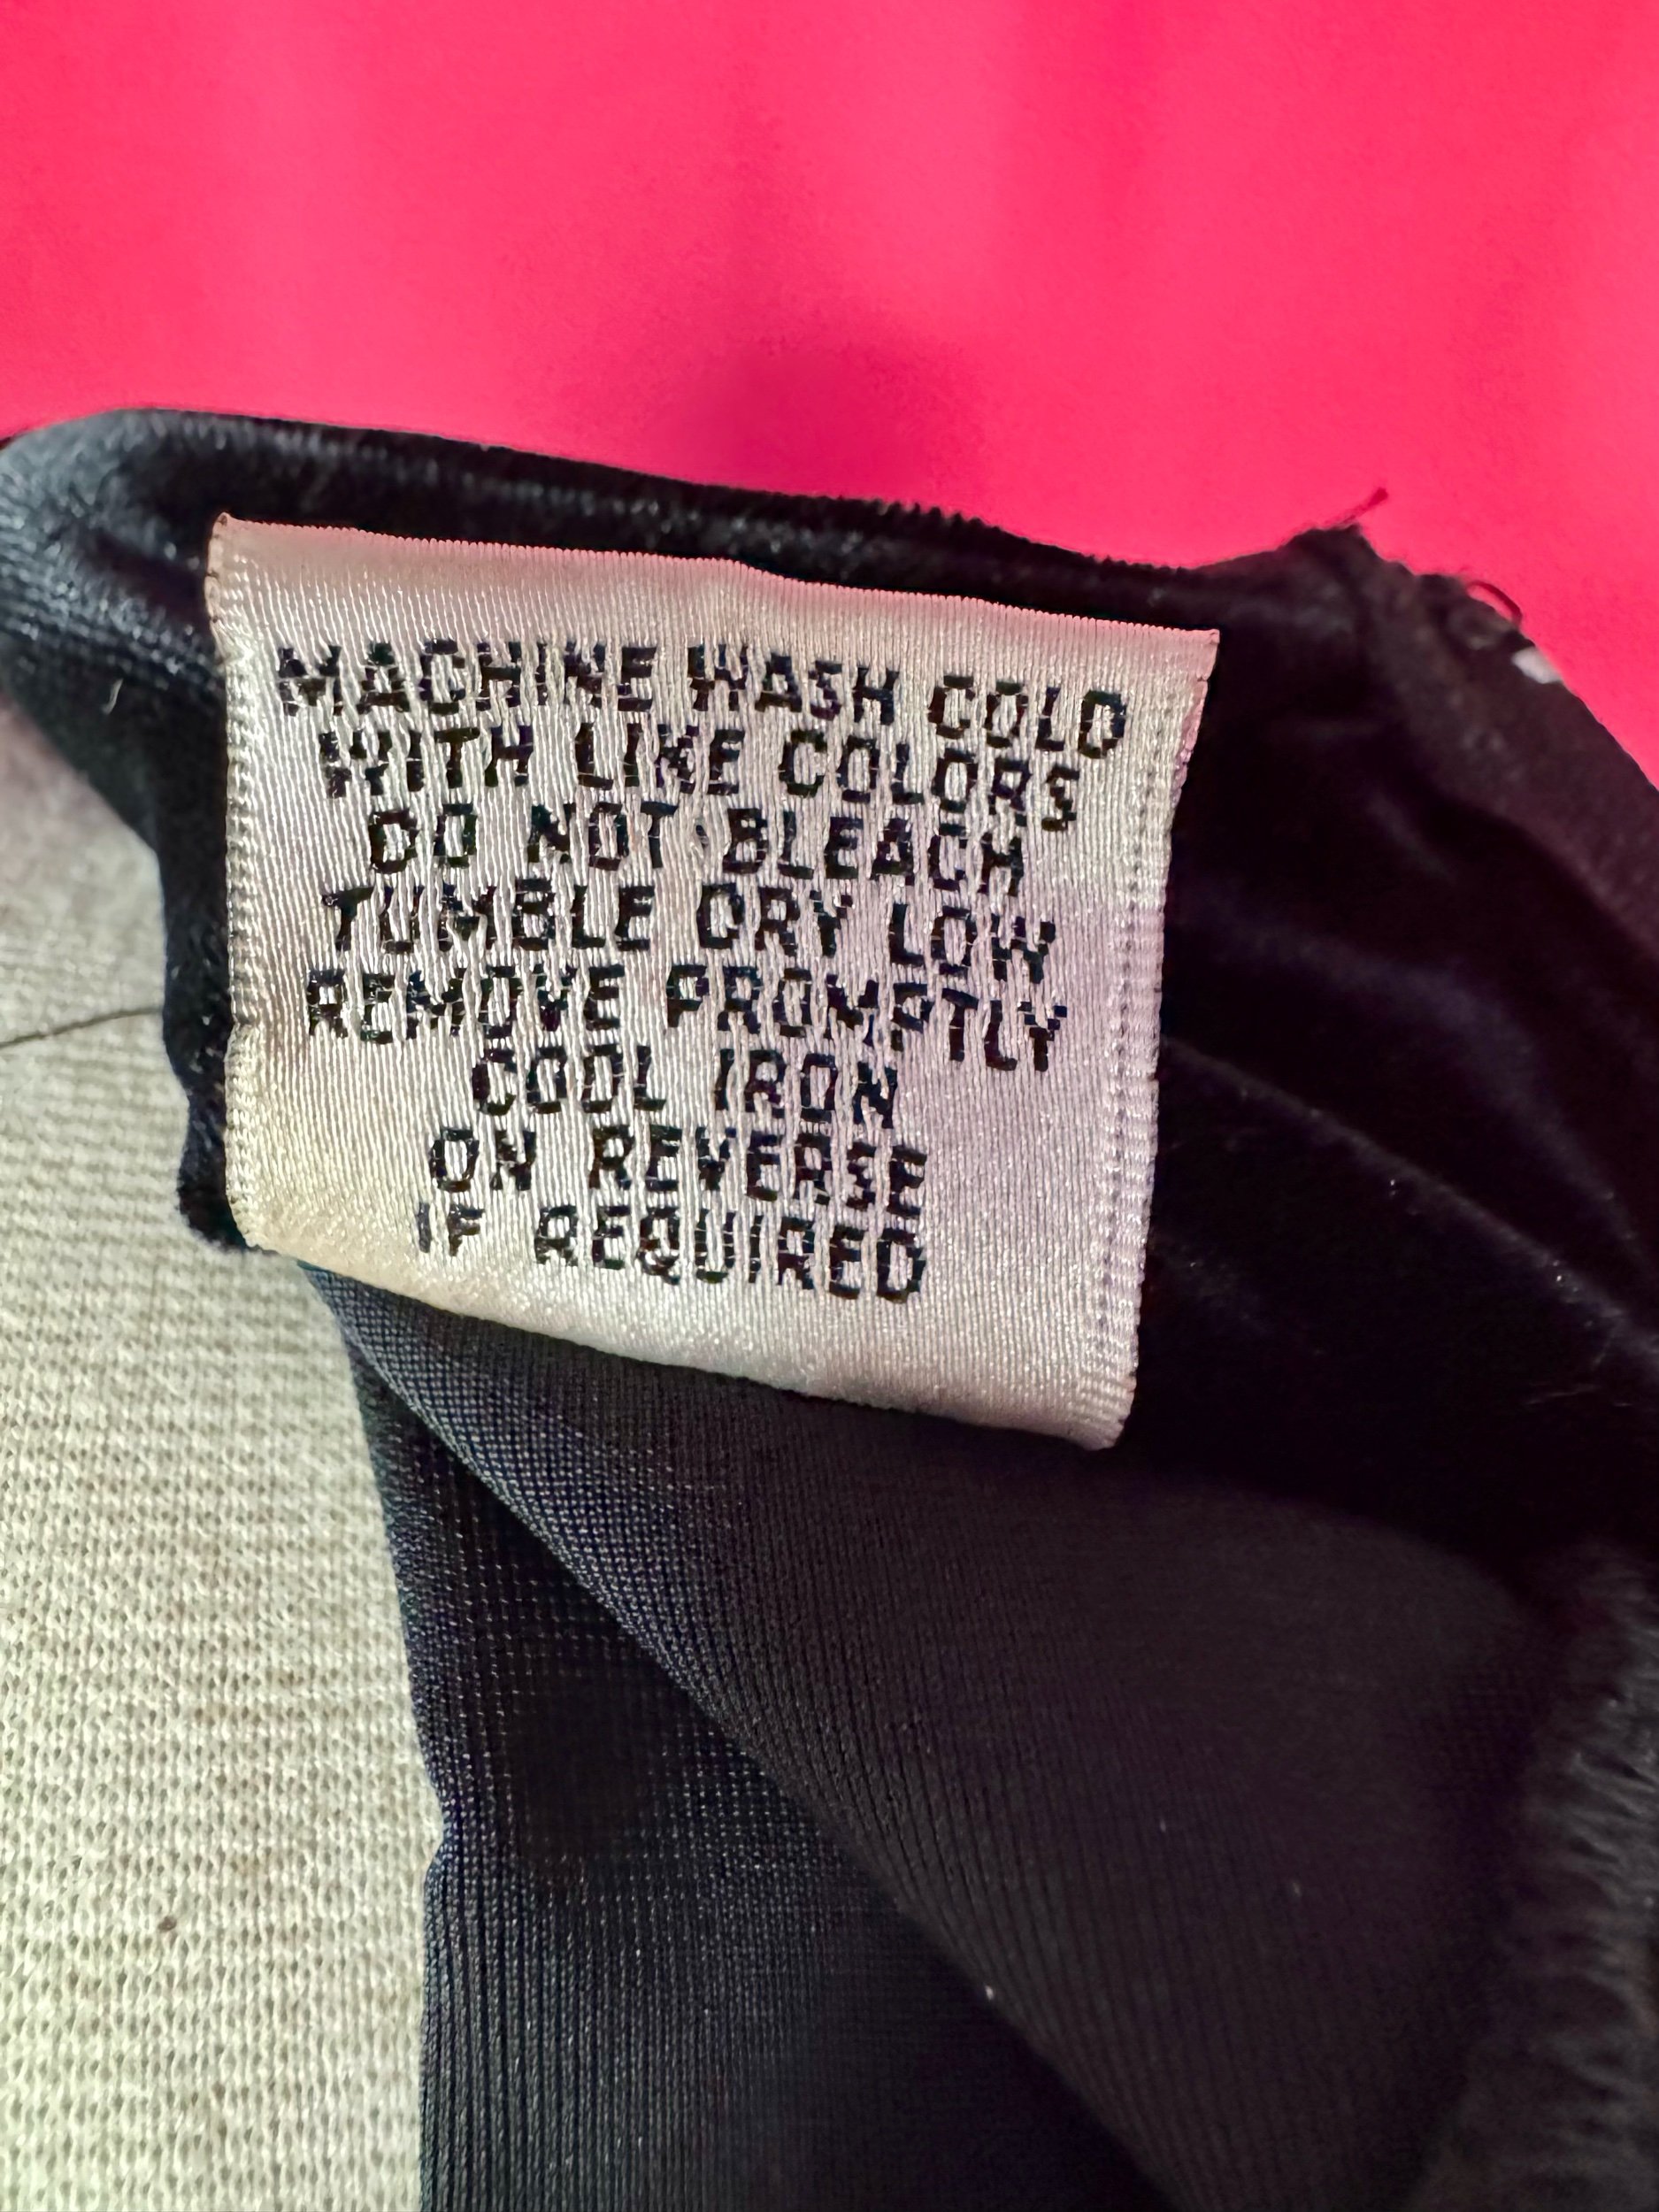 MACHINE WASH COLD
WITH LIKE COLORS
DO NOT BLEACH
TUMBLE DRY LOW
REMOVE PROMPTLY
COOL IRON
ON REVERSE
IF REQUIRED